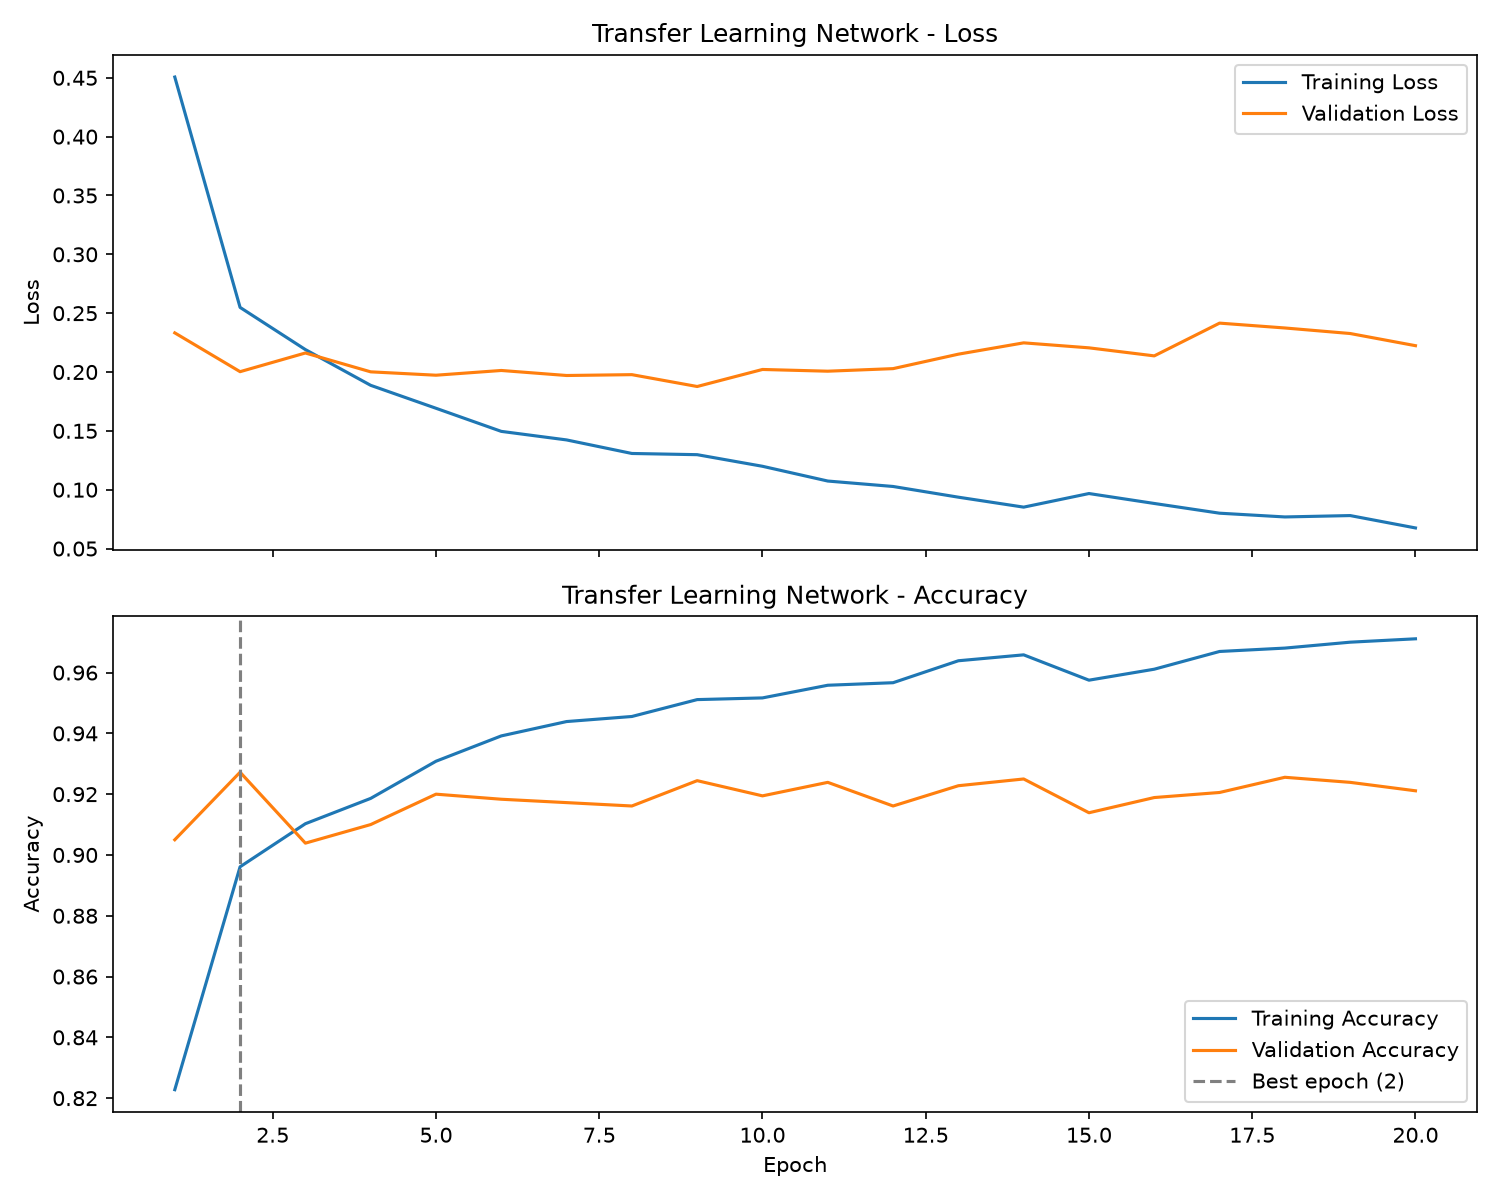 Transfer Learning Network - Loss
0.45
0.40
0.35
0.30
0.25
0.20
0.15
0.10
0.05
Loss
Training Loss
Validation Loss
Transfer Learning Network - Accuracy
0.96
0.94
0.92
0.90
0.88
0.86
0.84
0.82
Accuracy
Training Accuracy
Validation Accuracy
Best epoch (2)
2.5 5.0 7.5 10.0 12.5 15.0 17.5 20.0
Epoch